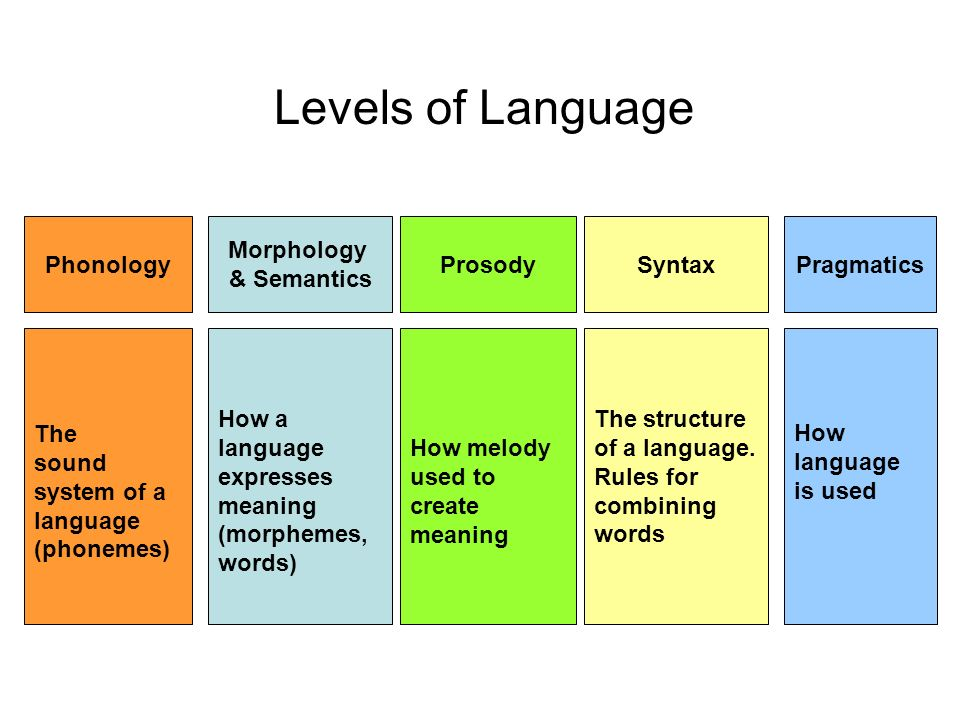 Levels of Language
Phonology
Morphology
& Semantics
Prosody
Syntax
Pragmatics
The
sound
system of a
language
(phonemes)
How a
language
expresses
meaning
(morphemes,
words)
How melody
used to
create
meaning
The structure
of a language.
Rules for
combining
words
How
language
is used